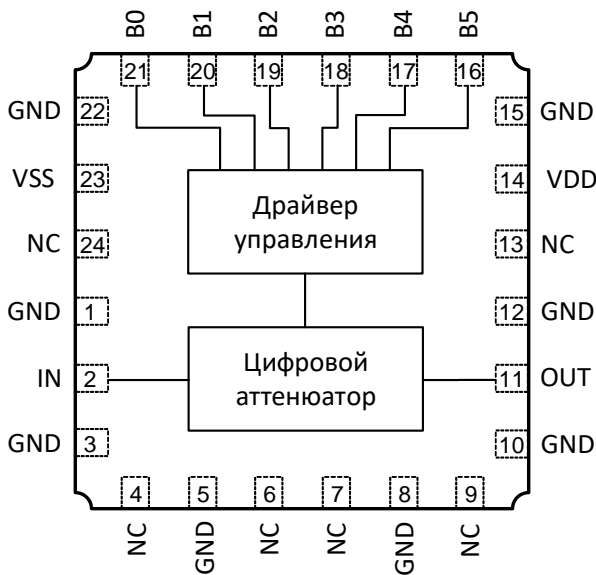 B0 B1 B2 B3 B4 B5
21 20 19 18 17 16
GND 22 15 GND
VSS 23 14 VDD
Драйвер
управления
NC 24 13 NC
GND 1 12 GND
Цифровой
аттенюатор
IN 2 11 OUT
GND 3 10 GND
4 5 6 7 8 9
NC GND NC NC GND NC